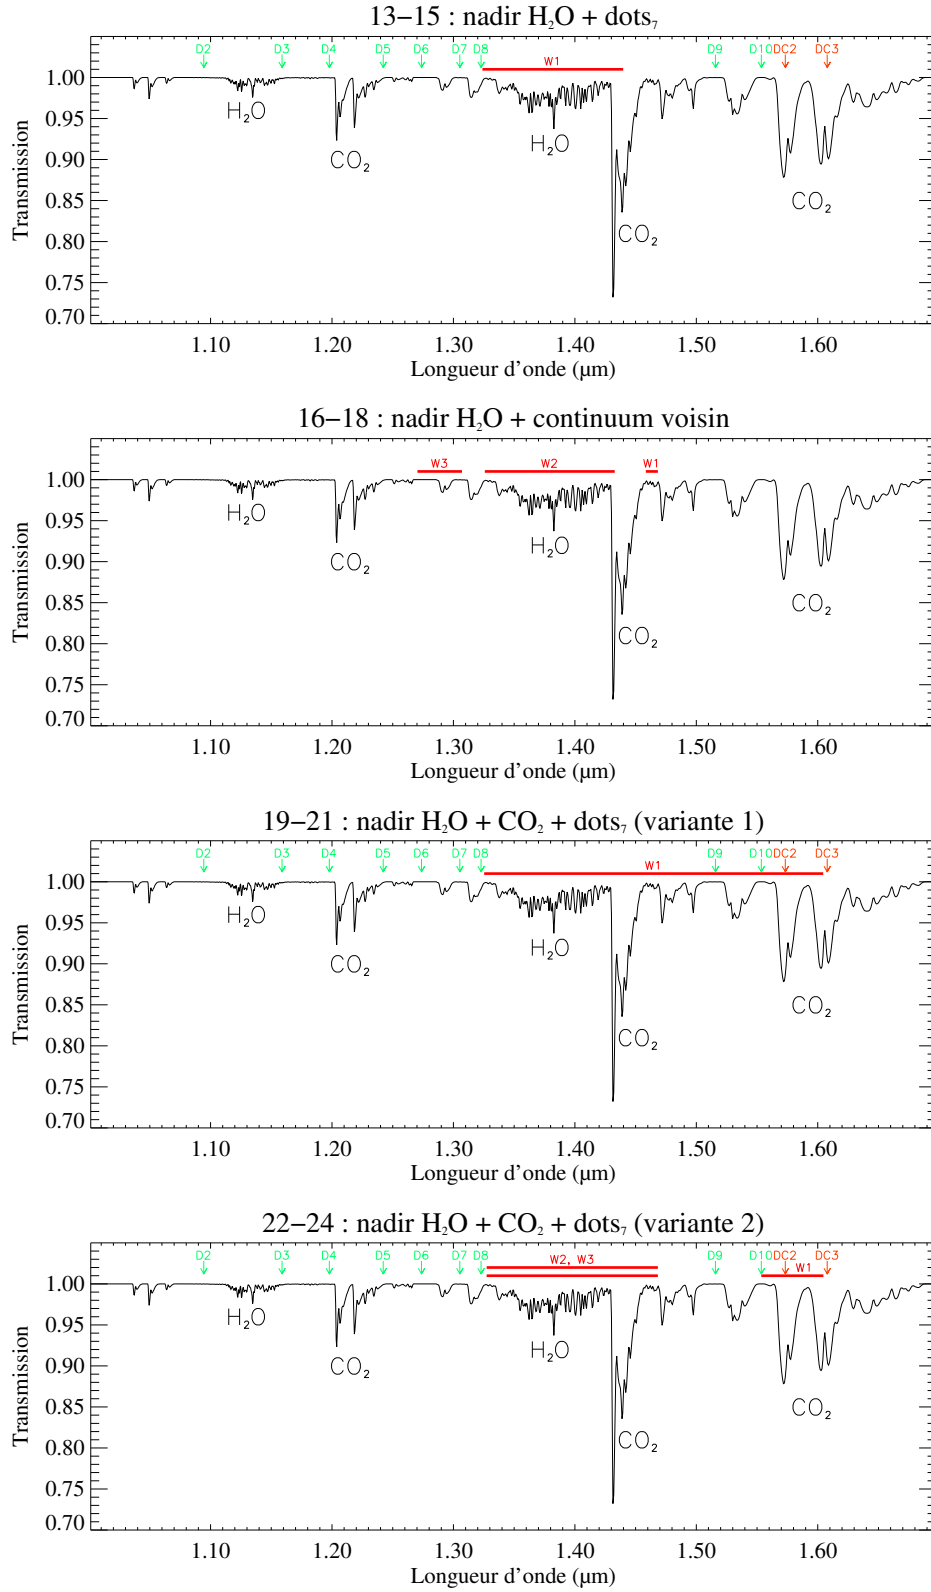 13−15 : nadir H₂O + dots₇
D2 D3 D4 D5 D6 D7 D8 D9 D10 DC2 DC3
W1
1.00
0.95
0.90
0.85
0.80
0.75
0.70
Transmission
H₂O
CO₂
H₂O
CO₂
CO₂
1.10 1.20 1.30 1.40 1.50 1.60
Longueur d'onde (µm)
16−18 : nadir H₂O + continuum voisin
W3 W2 W1
1.00
0.95
0.90
0.85
0.80
0.75
0.70
Transmission
H₂O
CO₂
H₂O
CO₂
CO₂
1.10 1.20 1.30 1.40 1.50 1.60
Longueur d'onde (µm)
19−21 : nadir H₂O + CO₂ + dots₇ (variante 1)
D2 D3 D4 D5 D6 D7 D8 D9 D10 DC2 DC3
W1
1.00
0.95
0.90
0.85
0.80
0.75
0.70
Transmission
H₂O
CO₂
H₂O
CO₂
CO₂
1.10 1.20 1.30 1.40 1.50 1.60
Longueur d'onde (µm)
22−24 : nadir H₂O + CO₂ + dots₇ (variante 2)
D2 D3 D4 D5 D6 D7 D8 D9 D10 DC2 DC3
W2, W3 W1
1.00
0.95
0.90
0.85
0.80
0.75
0.70
Transmission
H₂O
CO₂
H₂O
CO₂
CO₂
1.10 1.20 1.30 1.40 1.50 1.60
Longueur d'onde (µm)